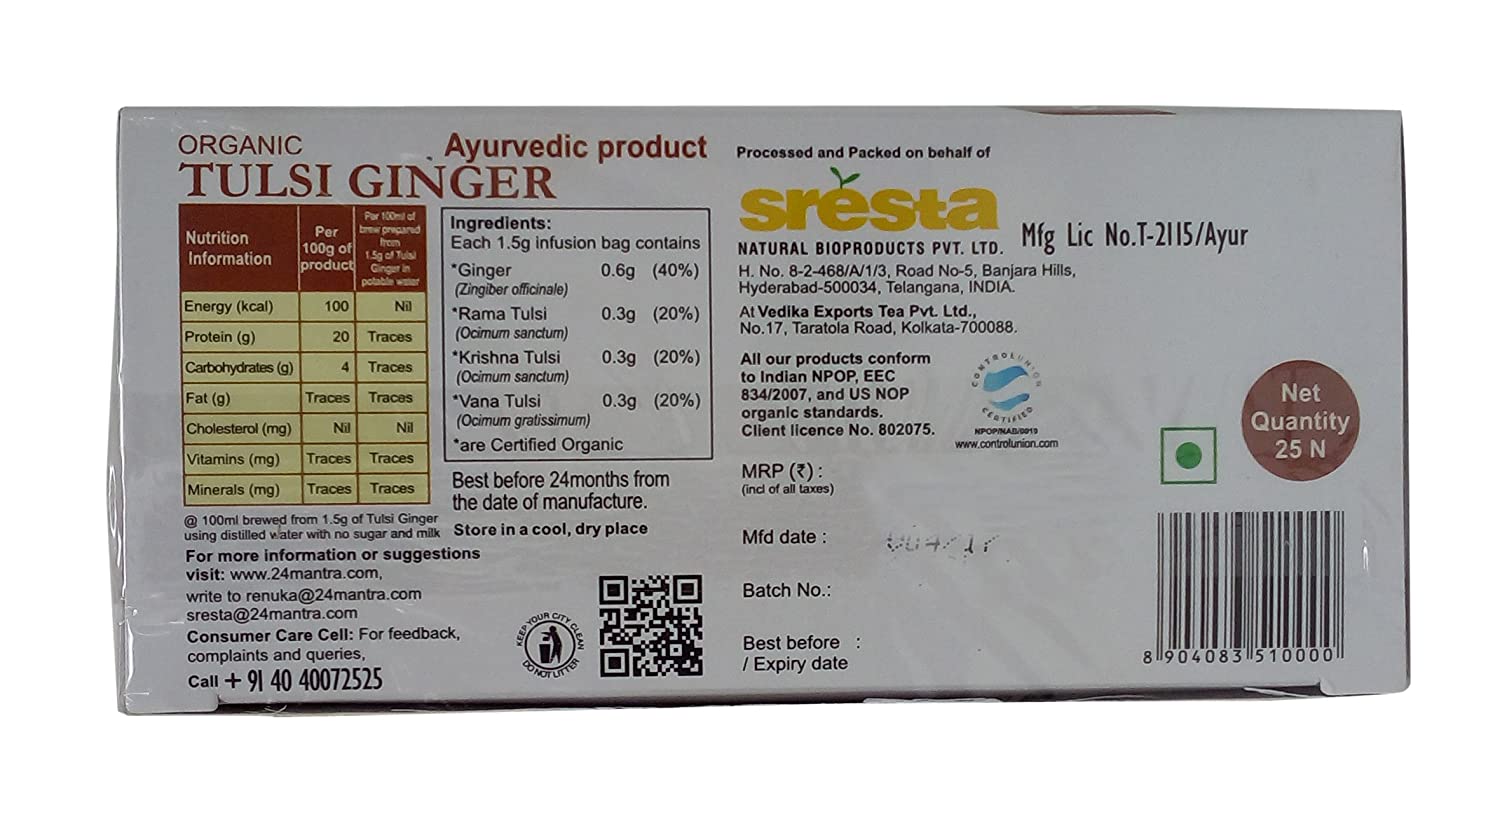 ORGANIC
TULSI GINGER
Ayurvedic product
Nutrition Information
Per 100g of product
Per 100ml of brew prepared from 1.5g of Tulsi Ginger in potable water
Energy (kcal) 100 Nil
Protein (g) 20 Traces
Carbohydrates (g) 4 Traces
Fat (g) Traces Traces
Cholesterol (mg) Nil Nil
Vitamins (mg) Traces Traces
Minerals (mg) Traces Traces
@ 100ml brewed from 1.5g of Tulsi Ginger
using distilled water with no sugar and milk
For more information or suggestions
visit: www.24mantra.com,
write to renuka@24mantra.com
sresta@24mantra.com
Consumer Care Cell: For feedback,
complaints and queries,
Call + 91 40 40072525
Ingredients:
Each 1.5g infusion bag contains
*Ginger 0.6g (40%)
(Zingiber officinale)
*Rama Tulsi 0.3g (20%)
(Ocimum sanctum)
*Krishna Tulsi 0.3g (20%)
(Ocimum sanctum)
*Vana Tulsi 0.3g (20%)
(Ocimum gratissimum)
*are Certified Organic
Best before 24months from
the date of manufacture.
Store in a cool, dry place
KEEP YOUR CITY CLEAN
DO NOT LITTER
Processed and Packed on behalf of
sresta
NATURAL BIOPRODUCTS PVT. LTD.
Mfg Lic No.T-2115/Ayur
H. No. 8-2-468/A/1/3, Road No-5, Banjara Hills,
Hyderabad-500034, Telangana, INDIA.
At Vedika Exports Tea Pvt. Ltd.,
No.17, Taratola Road, Kolkata-700088.
All our products conform
to Indian NPOP, EEC
834/2007, and US NOP
organic standards.
Client licence No. 802075.
CONTROLUNION
CERTIFIED
NPOP/NAB/0019
www.controlunion.com
MRP (₹) :
(incl of all taxes)
Mfd date :
Batch No.:
Best before :
/ Expiry date
Net
Quantity
25 N
8 904083 510000